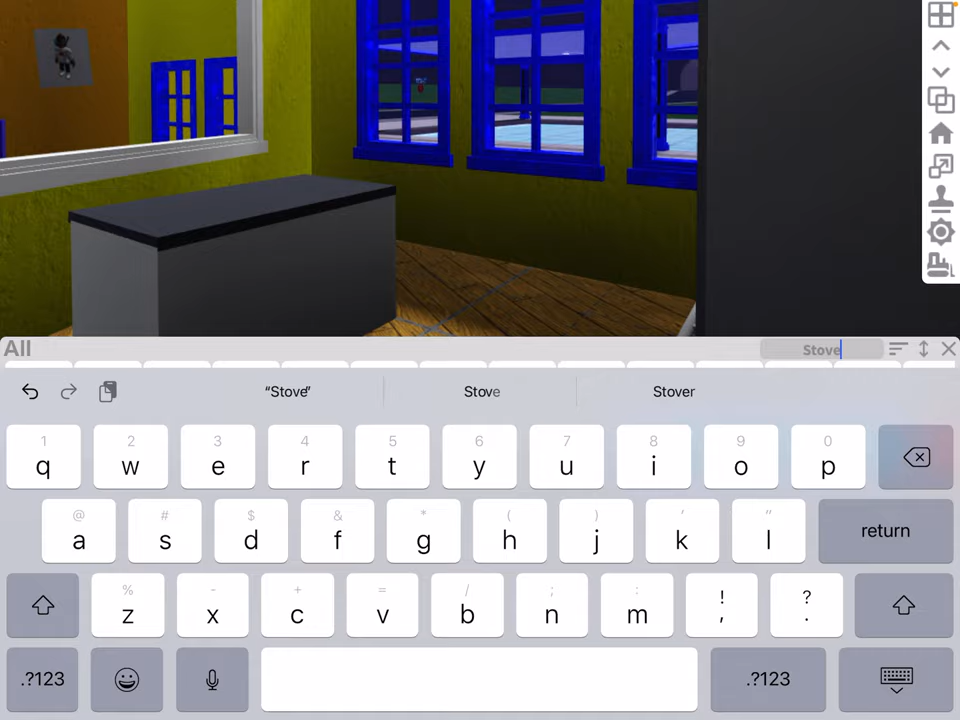 All Stove
“Stove” Stove Stover
1 2 3 4 5 6 7 8 9 0
q w e r t y u i o p
@ # $ & * ( ) ' "
a s d f g h j k l return
% - + = / ; : ! ?
z x c v b n m , .
.?123 .?123